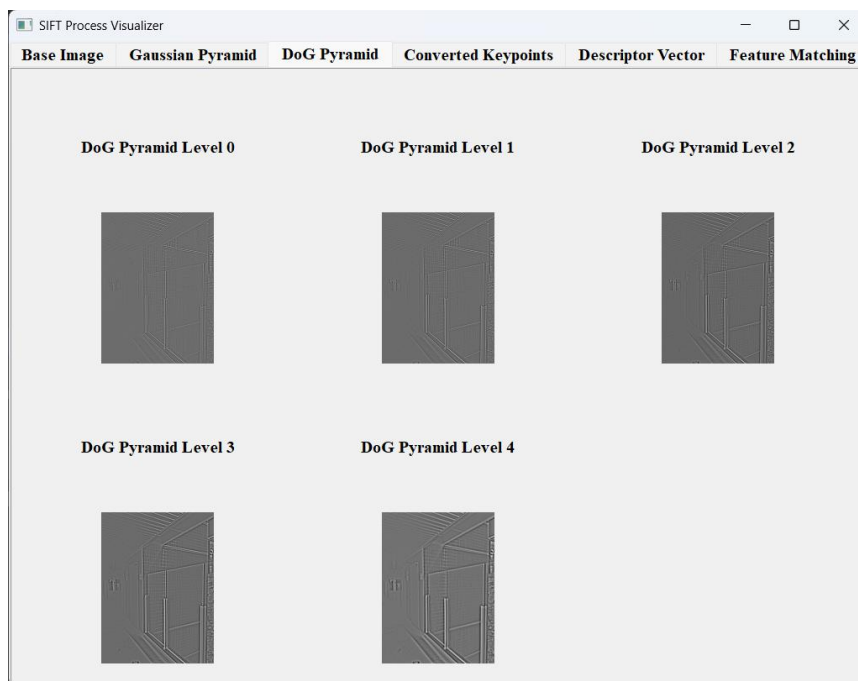 SIFT Process Visualizer
Base Image Gaussian Pyramid DoG Pyramid Converted Keypoints Descriptor Vector Feature Matching
DoG Pyramid Level 0 DoG Pyramid Level 1 DoG Pyramid Level 2
DoG Pyramid Level 3 DoG Pyramid Level 4